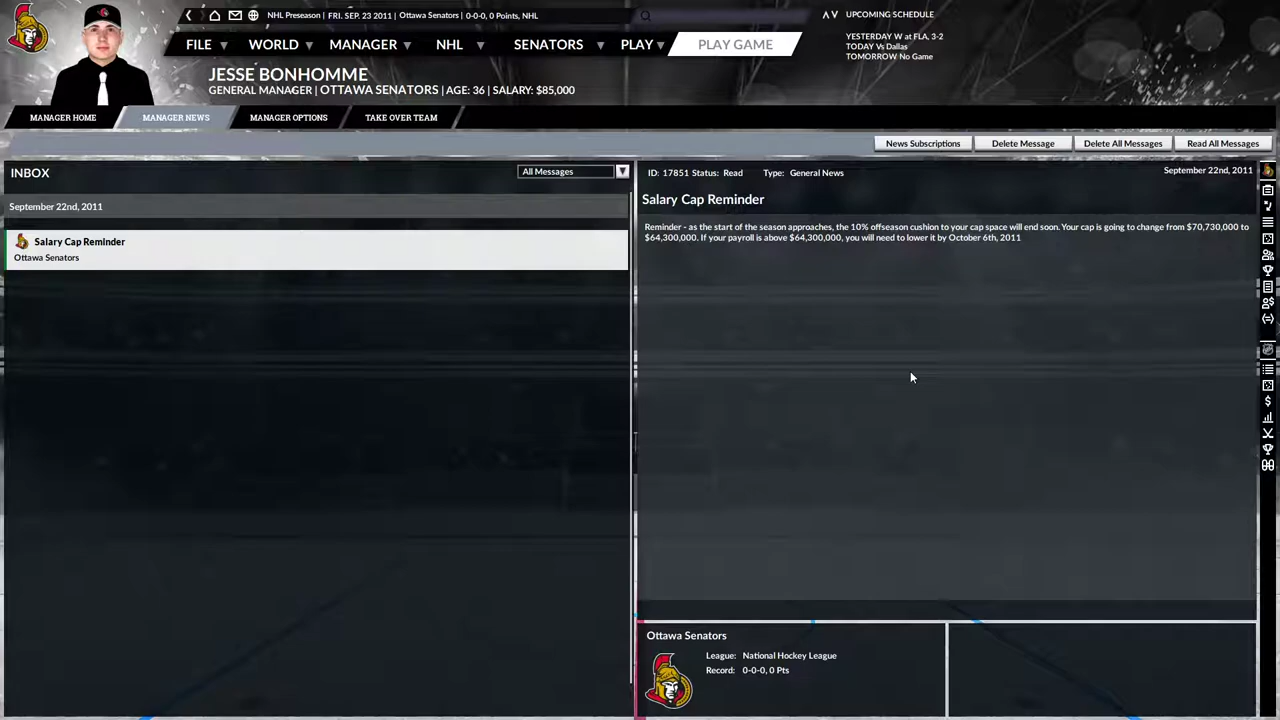 NHL Preseason | FRI. SEP. 23 2011 | Ottawa Senators | 0-0-0, 0 Points, NHL
UPCOMING SCHEDULE
YESTERDAY W at FLA, 3-2
TODAY Vs Dallas
TOMORROW No Game
FILE WORLD MANAGER NHL SENATORS PLAY PLAY GAME
JESSE BONHOMME
GENERAL MANAGER | OTTAWA SENATORS | AGE: 36 | SALARY: $85,000
MANAGER HOME MANAGER NEWS MANAGER OPTIONS TAKE OVER TEAM
News Subscriptions Delete Message Delete All Messages Read All Messages
INBOX
All Messages
September 22nd, 2011
Salary Cap Reminder
Ottawa Senators
ID: 17851 Status: Read Type: General News September 22nd, 2011
Salary Cap Reminder
Reminder - as the start of the season approaches, the 10% offseason cushion to your cap space will end soon. Your cap is going to change from $70,730,000 to
$64,300,000. If your payroll is above $64,300,000, you will need to lower it by October 6th, 2011
Ottawa Senators
League: National Hockey League
Record: 0-0-0, 0 Pts